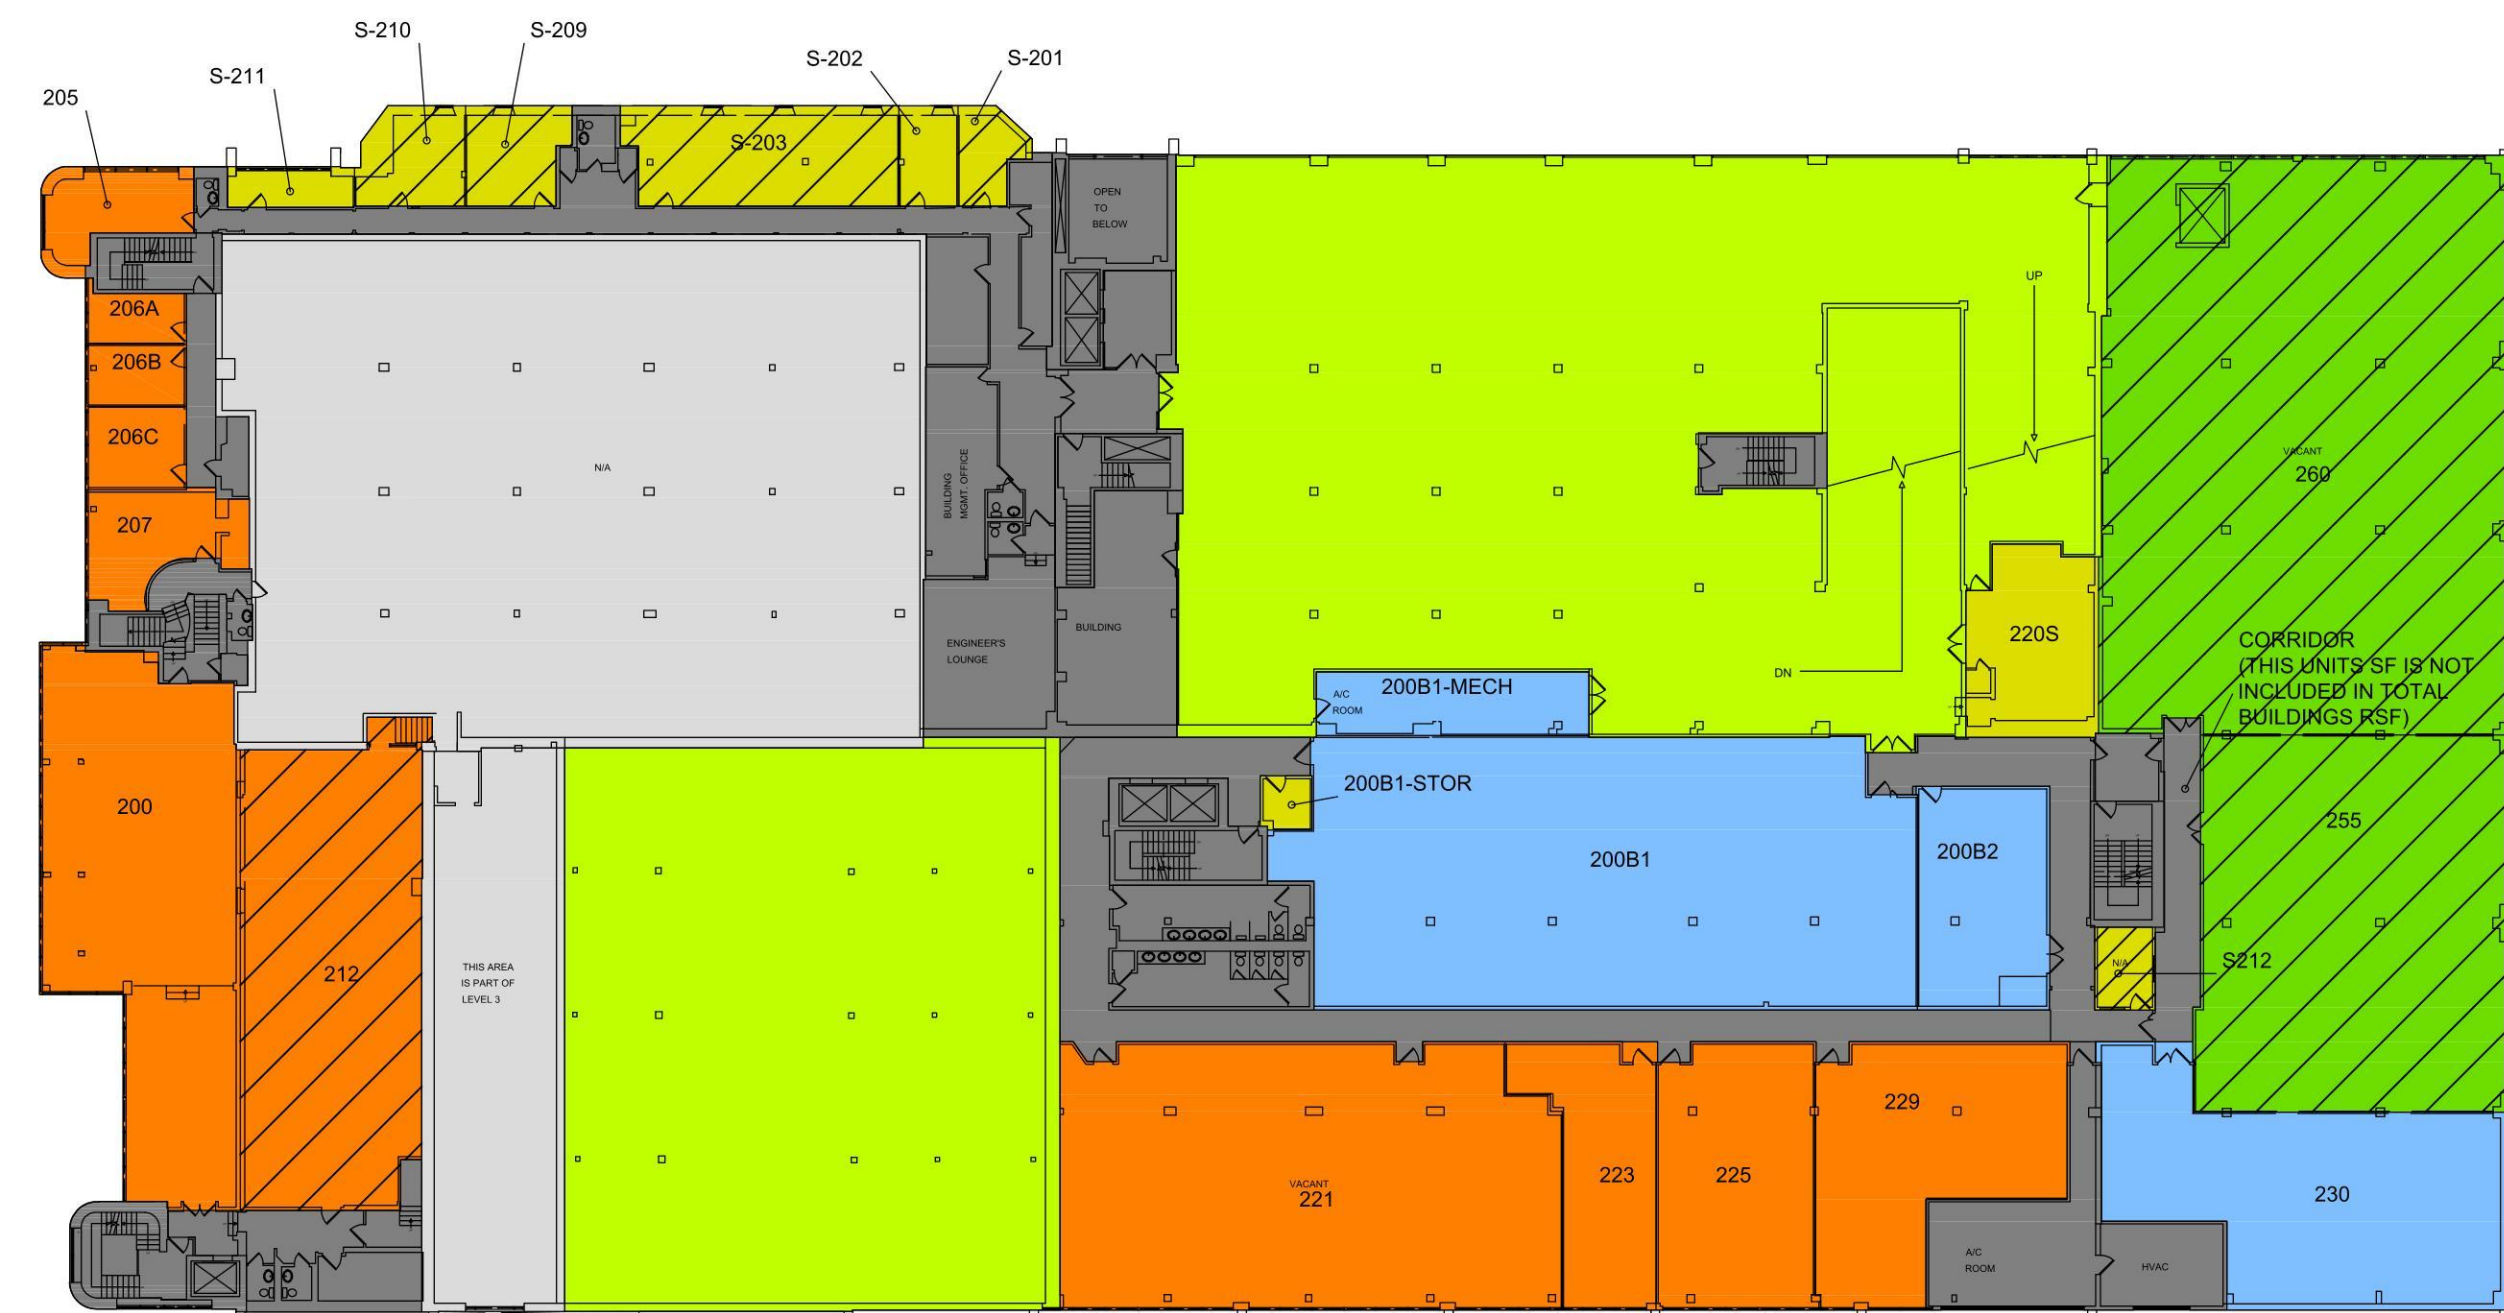 S-210
S-209
S-202
S-201
S-211
205
S-203
OPEN
TO
BELOW
UP
206A
206B
206C
207
N/A
BUILDING
MGMT. OFFICE
VACANT
260
ENGINEER'S
LOUNGE
BUILDING
220S
CORRIDOR
(THIS UNITS SF IS NOT
INCLUDED IN TOTAL
BUILDINGS RSF)
DN
200B1-MECH
A/C
ROOM
200B1-STOR
200
255
200B1
200B2
212
THIS AREA
IS PART OF
LEVEL 3
N/A
S212
229
223
225
VACANT
221
230
A/C
ROOM
HVAC